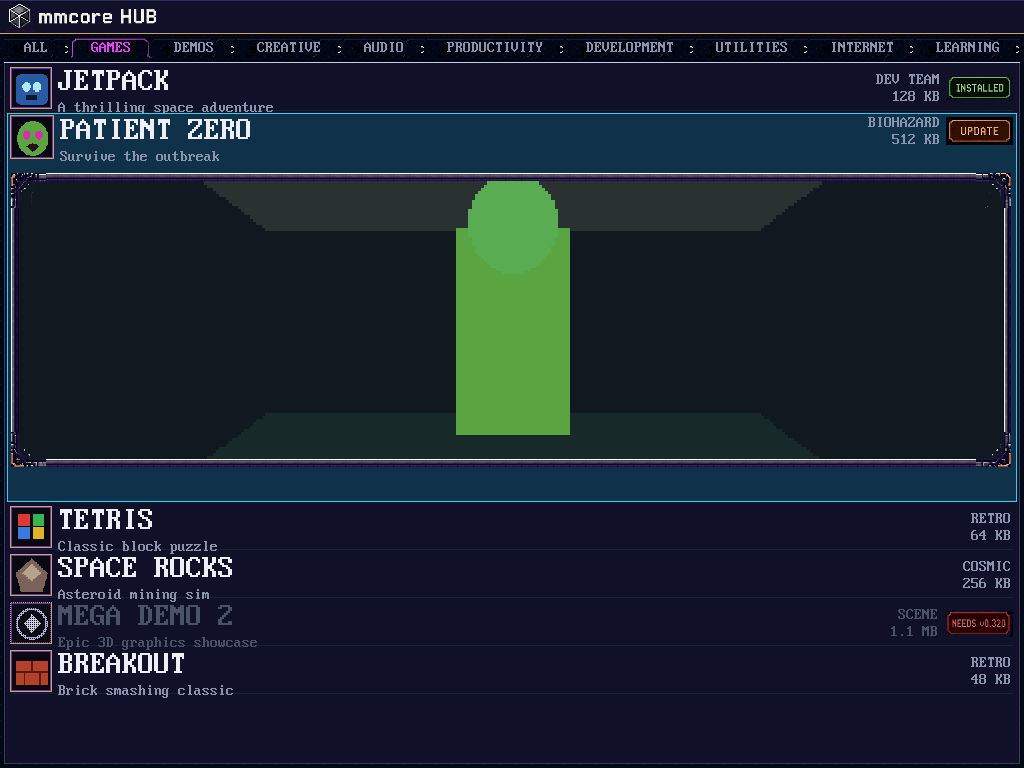 mmcore HUB
ALL GAMES DEMOS CREATIVE AUDIO PRODUCTIVITY DEVELOPMENT UTILITIES INTERNET LEARNING
JETPACK
A thrilling space adventure
DEV TEAM
128 KB
INSTALLED
PATIENT ZERO
Survive the outbreak
BIOHAZARD
512 KB
UPDATE
TETRIS
Classic block puzzle
RETRO
64 KB
SPACE ROCKS
Asteroid mining sim
COSMIC
256 KB
MEGA DEMO 2
Epic 3D graphics showcase
SCENE
1.1 MB
NEEDS v0.320
BREAKOUT
Brick smashing classic
RETRO
48 KB